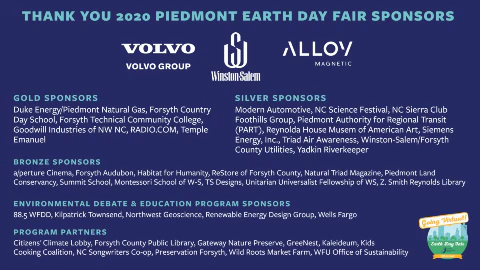 THANK YOU 2020 PIEDMONT EARTH DAY FAIR SPONSORS
VOLVO
VOLVO GROUP
Winston-Salem
ALLOY
MAGNETIC
GOLD SPONSORS
Duke Energy/Piedmont Natural Gas, Forsyth Country
Day School, Forsyth Technical Community College,
Goodwill Industries of NW NC, RADIO.COM, Temple
Emanuel
SILVER SPONSORS
Modern Automotive, NC Science Festival, NC Sierra Club
Foothills Group, Piedmont Authority for Regional Transit
(PART), Reynolda House Musem of American Art, Siemens
Energy, Inc., Triad Air Awareness, Winston-Salem/Forsyth
County Utilities, Yadkin Riverkeeper
BRONZE SPONSORS
a/perture Cinema, Forsyth Audubon, Habitat for Humanity, ReStore of Forsyth County, Natural Triad Magazine, Piedmont Land
Conservancy, Summit School, Montessori School of W-S, TS Designs, Unitarian Universalist Fellowship of WS, Z. Smith Reynolds Library
ENVIRONMENTAL DEBATE & EDUCATION PROGRAM SPONSORS
88.5 WFDD, Kilpatrick Townsend, Northwest Geoscience, Renewable Energy Design Group, Wells Fargo
PROGRAM PARTNERS
Citizens' Climate Lobby, Forsyth County Public Library, Gateway Nature Preserve, GreeNest, Kaleideum, Kids
Cooking Coalition, NC Songwriters Co-op, Preservation Forsyth, Wild Roots Market Farm, WFU Office of Sustainability
Going Virtual!
Earth Day Fair